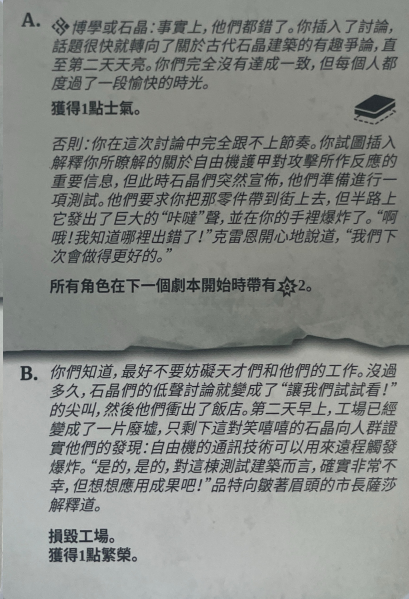 A. 博學或石晶：事實上，他們都錯了。你插入了討論，
話題很快就轉向了關於古代石晶建築的有趣爭論，直
至第二天天亮。你們完全沒有達成一致，但每個人都
度過了一段愉快的時光。
獲得1點士氣。
否則：你在這次討論中完全跟不上節奏。你試圖插入
解釋你所瞭解的關於自由機護甲對攻擊所作反應的
重要信息，但此時石晶們突然宣佈，他們準備進行一
項測試。他們要求你把那零件帶到街上去，但半路上
它發出了巨大的“咔噠”聲，並在你的手裡爆炸了。“啊
哦！我知道哪裡出錯了！”克雷恩開心地說道，“我們下
次會做得更好的。”
所有角色在下一個劇本開始時帶有2。
B. 你們知道，最好不要妨礙天才們和他們的工作。沒過
多久，石晶們的低聲討論就變成了“讓我們試試看！”
的尖叫，然後他們衝出了飯店。第二天早上，工場已經
變成了一片廢墟，只剩下這對笑嘻嘻的石晶向人群證
實他們的發現：自由機的通訊技術可以用來遠程觸發
爆炸。“是的，是的，對這棟測試建築而言，確實非常不
幸，但想想應用成果吧！”品特向皺著眉頭的市長薩莎
解釋道。
損毀工場。
獲得1點繁榮。